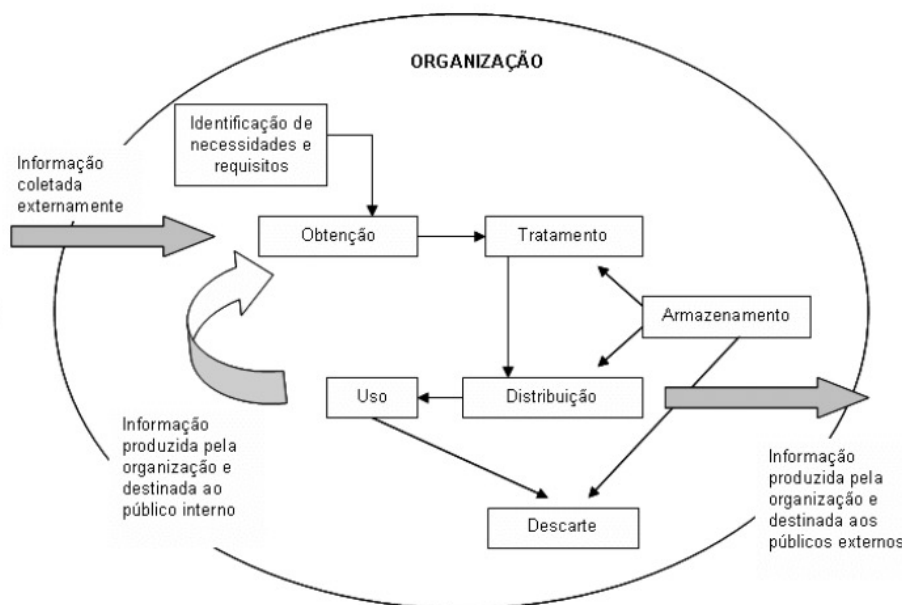 ORGANIZAÇÃO
Identificação de
necessidades e
requisitos
Informação
coletada
externamente
Obtenção
Tratamento
Armazenamento
Uso
Distribuição
Informação
produzida pela
organização e
destinada ao
público interno
Informação
produzida pela
organização e
destinada aos
públicos externos
Descarte